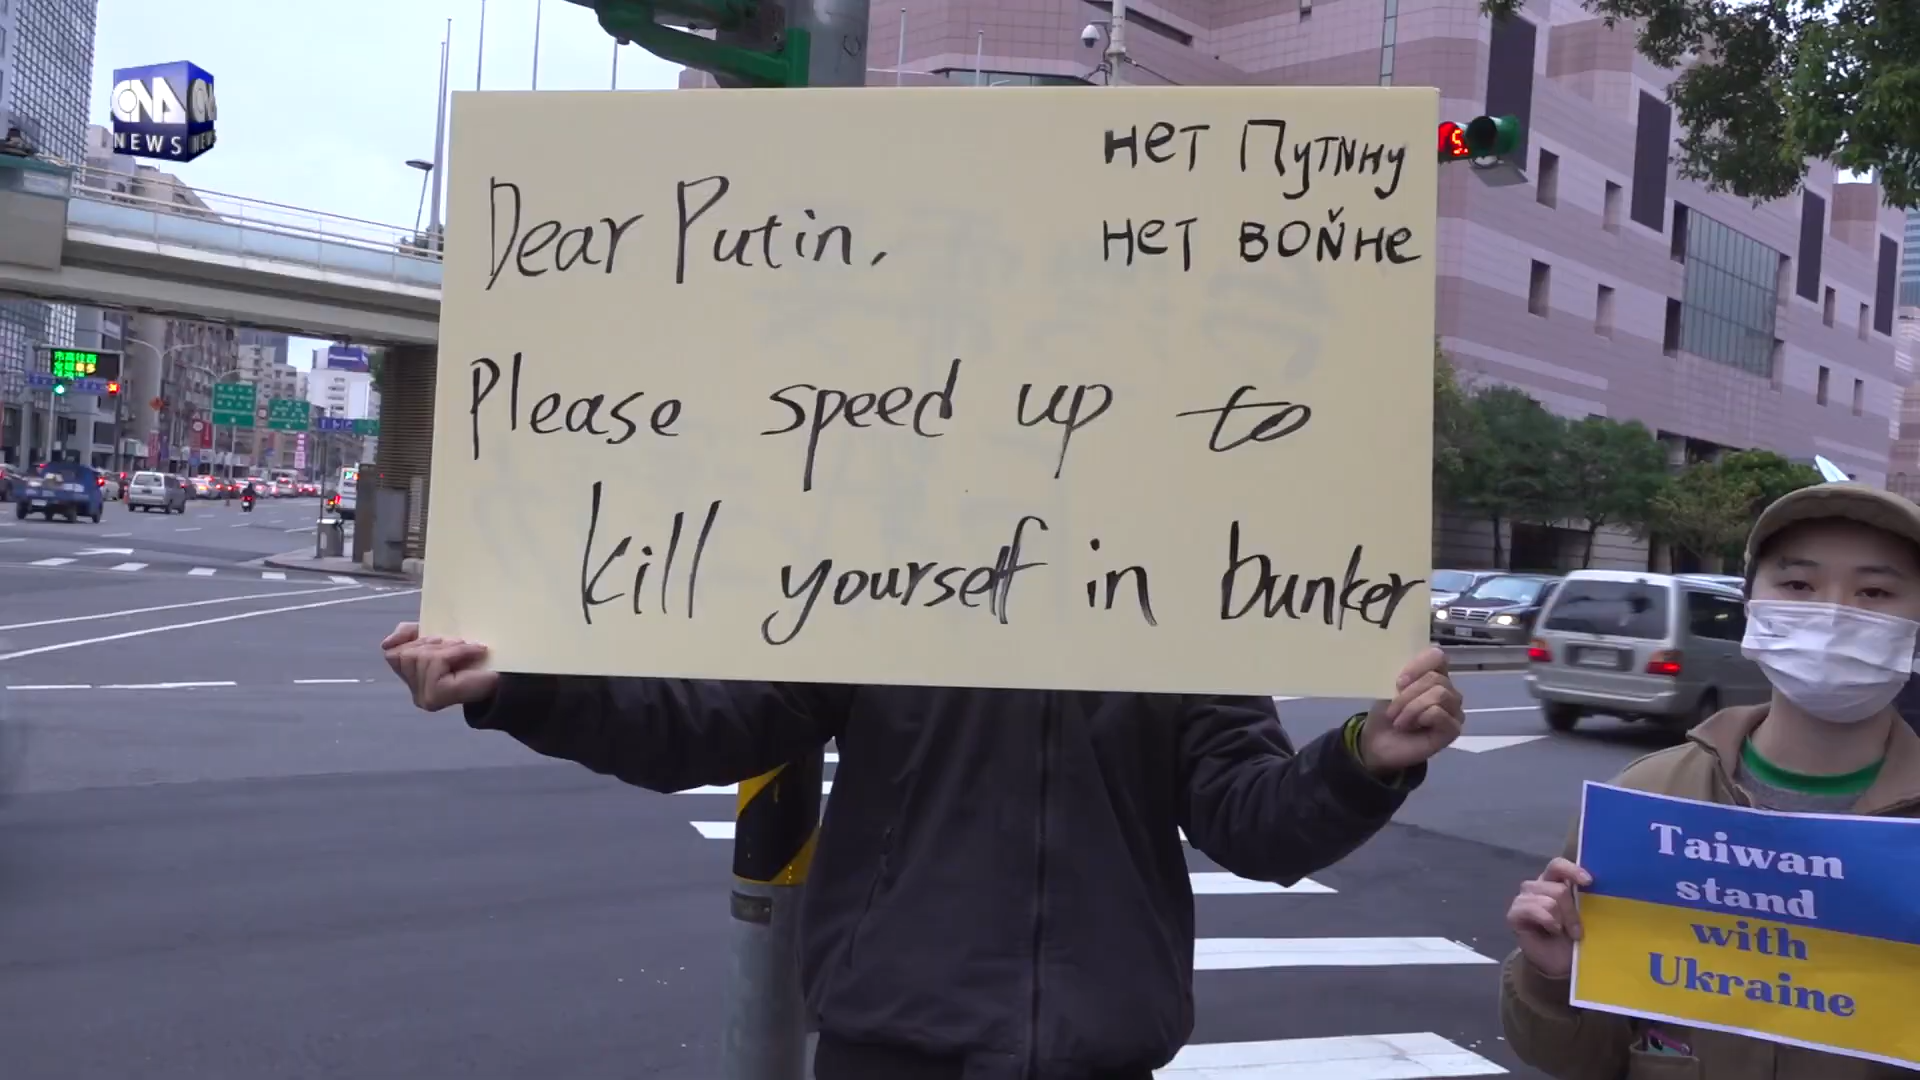 CNA
NEWS
Dear Putin,
нет Путину
нет войне
Please speed up to
kill yourself in bunker
Taiwan
stand
with
Ukraine